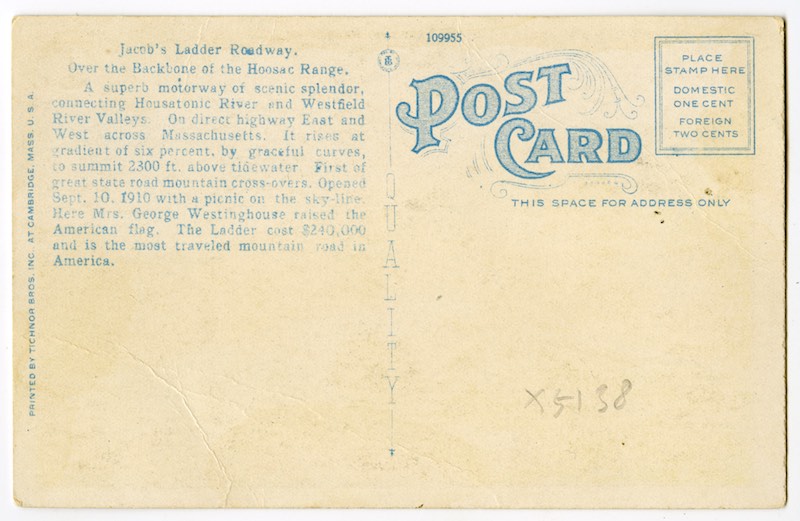 Jacob's Ladder Roadway.
Over the Backbone of the Hoosac Range.
A superb motorway of scenic splendor,
connecting Housatonic River and Westfield
River Valleys. On direct highway East and
West across Massachusetts. It rises at
gradient of six percent, by graceful curves,
to summit 2300 ft. above tidewater. First of
great state road mountain cross-overs. Opened
Sept. 10, 1910 with a picnic on the sky-line.
Here Mrs. George Westinghouse raised the
American flag. The Ladder cost $240,000
and is the most traveled mountain road in
America.
PRINTED BY TICHNOR BROS. INC. AT CAMBRIDGE, MASS. U. S. A.
QUALITY
109955
POST
CARD
PLACE
STAMP HERE
DOMESTIC
ONE CENT
FOREIGN
TWO CENTS
THIS SPACE FOR ADDRESS ONLY
X5138